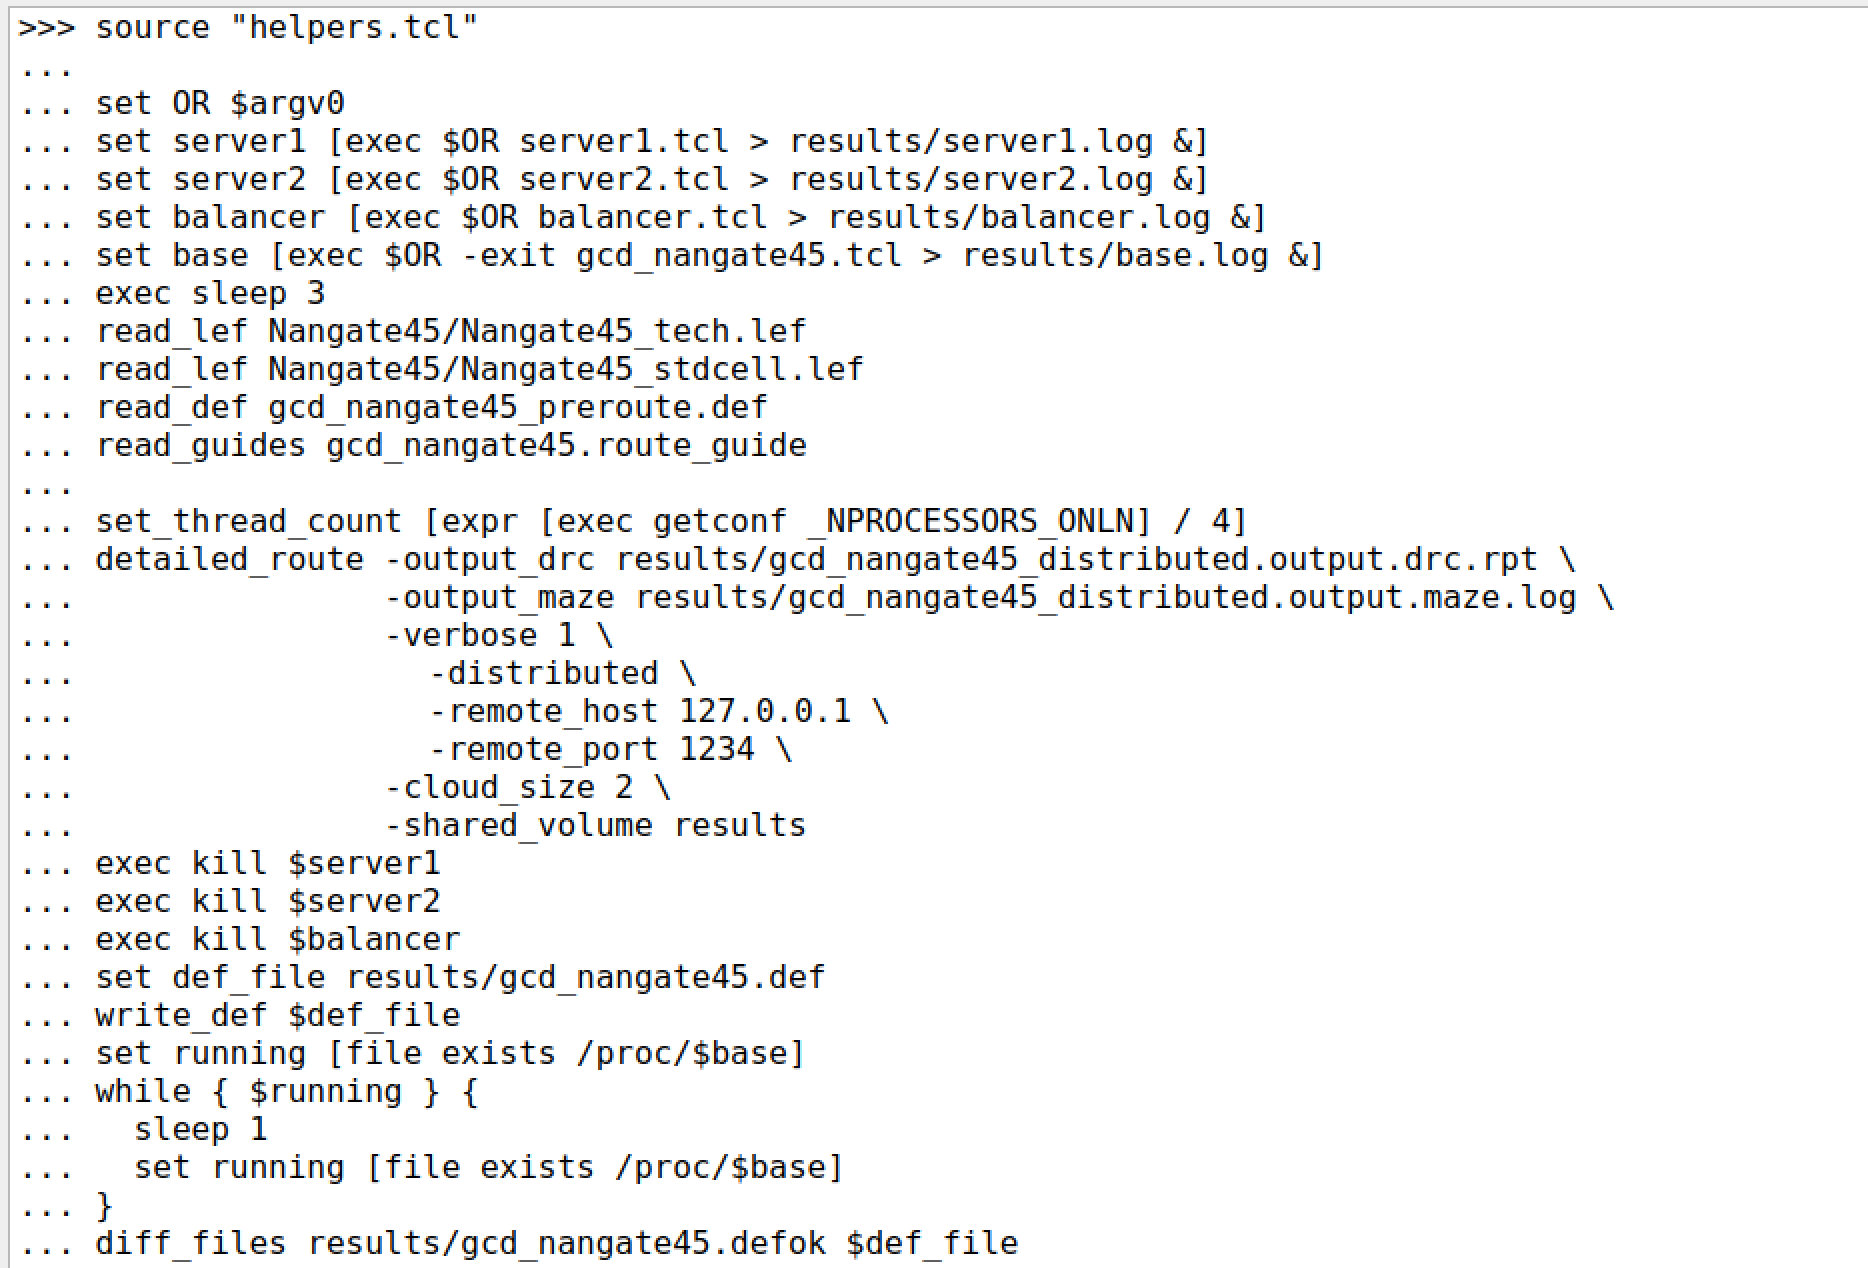 >>> source "helpers.tcl"
...
... set OR $argv0
... set server1 [exec $OR server1.tcl > results/server1.log &]
... set server2 [exec $OR server2.tcl > results/server2.log &]
... set balancer [exec $OR balancer.tcl > results/balancer.log &]
... set base [exec $OR -exit gcd_nangate45.tcl > results/base.log &]
... exec sleep 3
... read_lef Nangate45/Nangate45_tech.lef
... read_lef Nangate45/Nangate45_stdcell.lef
... read_def gcd_nangate45_preroute.def
... read_guides gcd_nangate45.route_guide
...
... set_thread_count [expr [exec getconf _NPROCESSORS_ONLN] / 4]
... detailed_route -output_drc results/gcd_nangate45_distributed.output.drc.rpt \
...                -output_maze results/gcd_nangate45_distributed.output.maze.log \
...                -verbose 1 \
...                  -distributed \
...                  -remote_host 127.0.0.1 \
...                  -remote_port 1234 \
...                -cloud_size 2 \
...                -shared_volume results
... exec kill $server1
... exec kill $server2
... exec kill $balancer
... set def_file results/gcd_nangate45.def
... write_def $def_file
... set running [file exists /proc/$base]
... while { $running } {
...   sleep 1
...   set running [file exists /proc/$base]
... }
... diff_files results/gcd_nangate45.defok $def_file